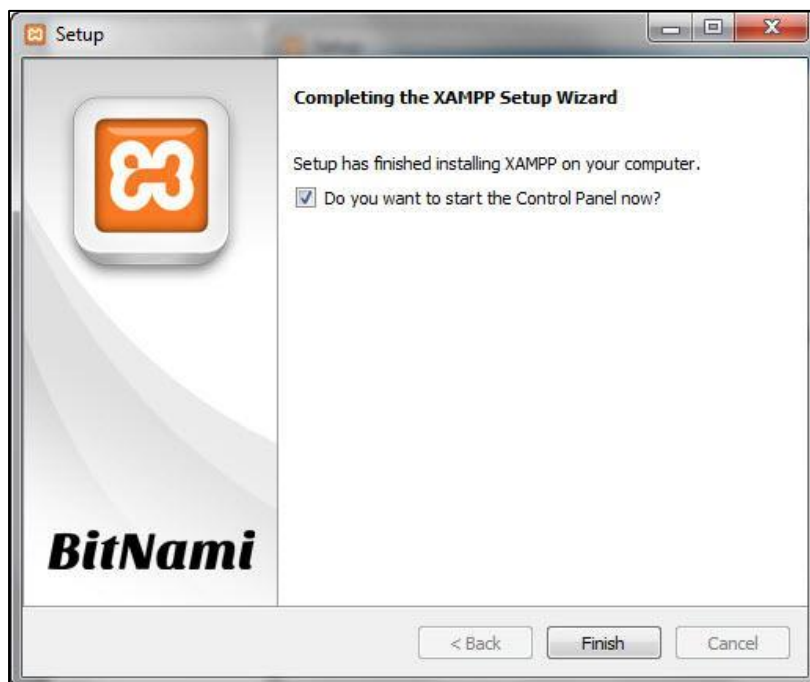 Setup
Completing the XAMPP Setup Wizard
Setup has finished installing XAMPP on your computer.
Do you want to start the Control Panel now?
BitNami
< Back
Finish
Cancel